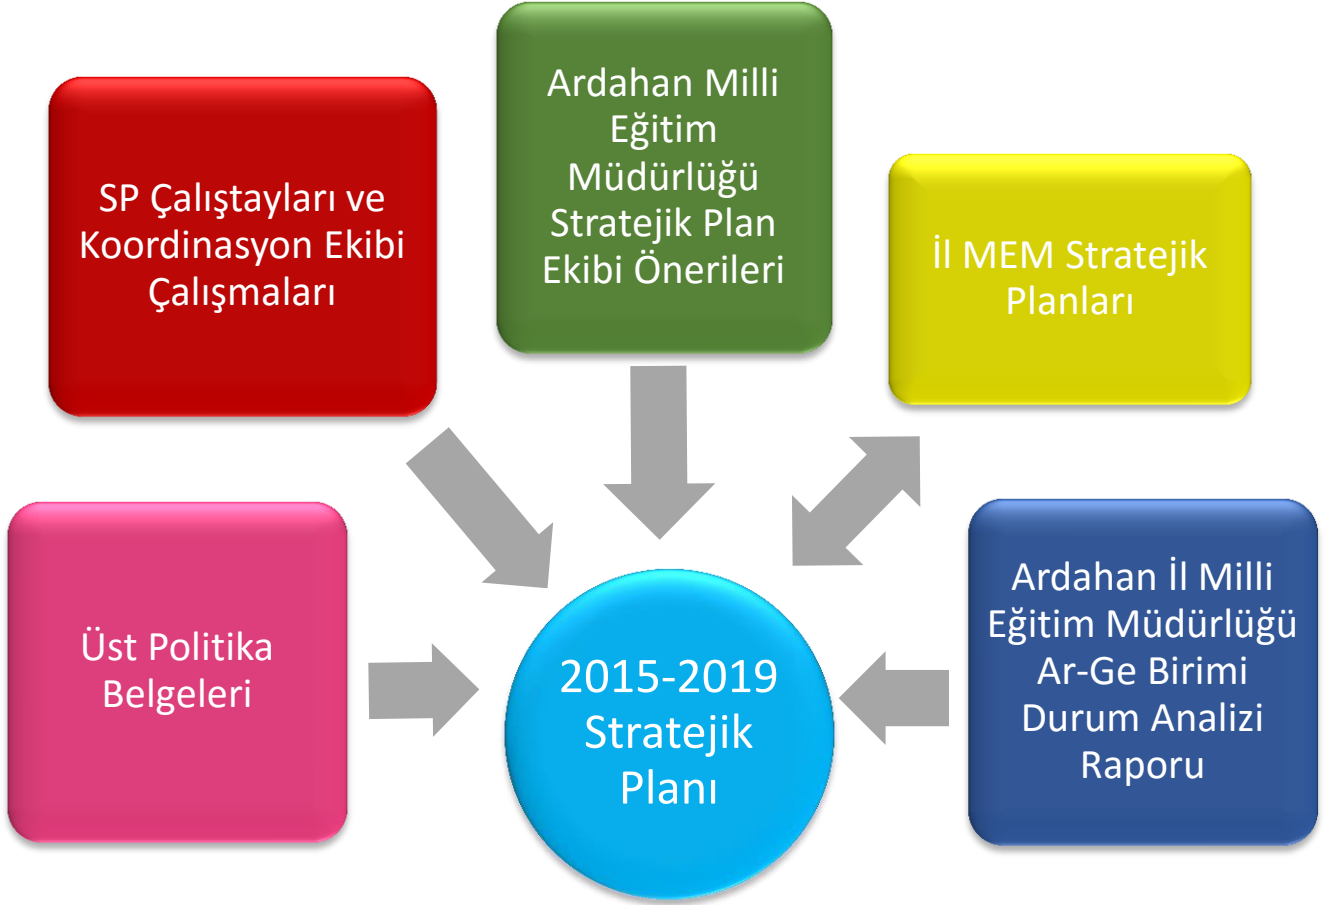 SP Çalıştayları ve
Koordinasyon Ekibi
Çalışmaları
Ardahan Milli
Eğitim
Müdürlüğü
Stratejik Plan
Ekibi Önerileri
İl MEM Stratejik
Planları
Üst Politika
Belgeleri
2015-2019
Stratejik
Planı
Ardahan İl Milli
Eğitim Müdürlüğü
Ar-Ge Birimi
Durum Analizi
Raporu